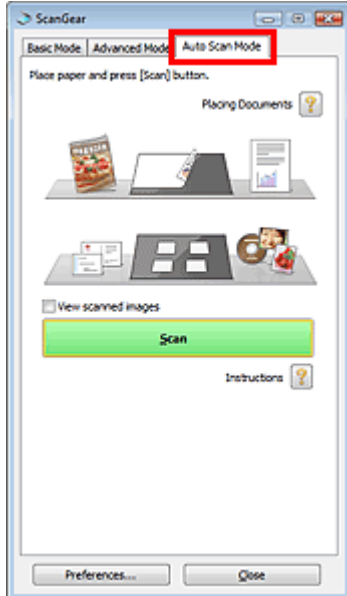 ScanGear
Basic Mode Advanced Mode Auto Scan Mode
Place paper and press [Scan] button.
Placing Documents
View scanned images
Scan
Instructions
Preferences... Close